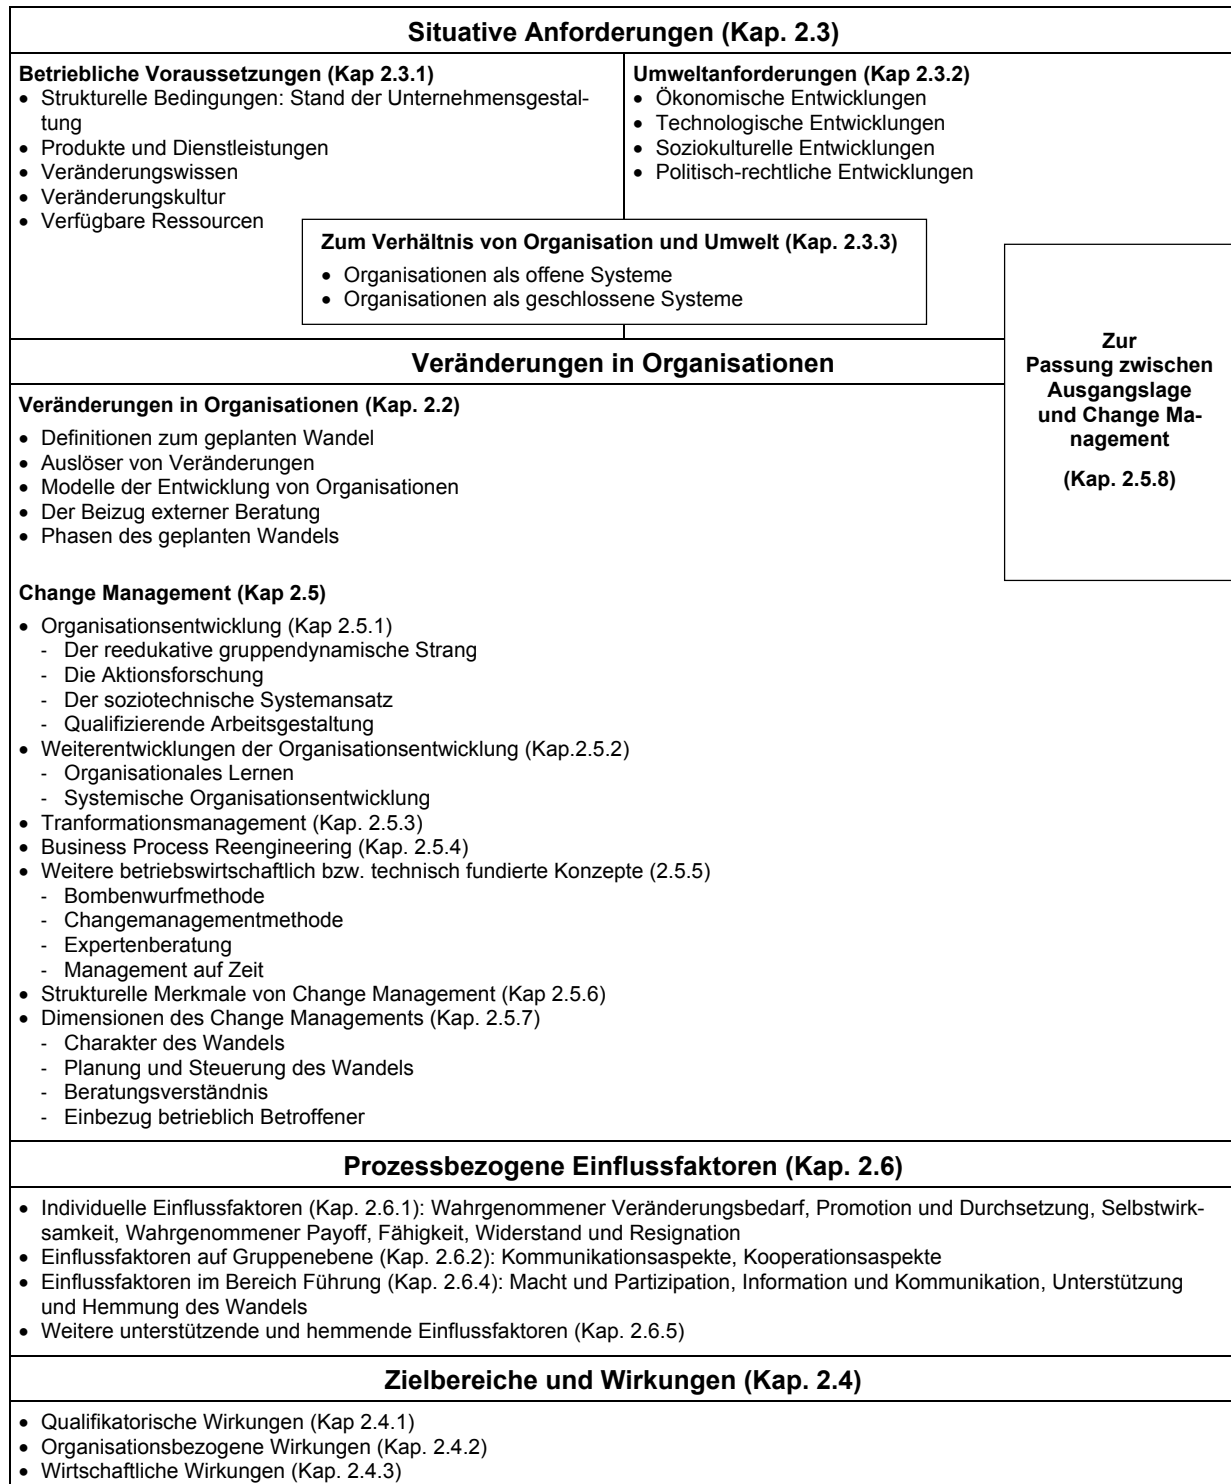 Situative Anforderungen (Kap. 2.3)
Betriebliche Voraussetzungen (Kap 2.3.1)
• Strukturelle Bedingungen: Stand der Unternehmensgestal-
tung
• Produkte und Dienstleistungen
• Veränderungswissen
• Veränderungskultur
• Verfügbare Ressourcen
Umweltanforderungen (Kap 2.3.2)
• Ökonomische Entwicklungen
• Technologische Entwicklungen
• Soziokulturelle Entwicklungen
• Politisch-rechtliche Entwicklungen
Zum Verhältnis von Organisation und Umwelt (Kap. 2.3.3)
• Organisationen als offene Systeme
• Organisationen als geschlossene Systeme
Zur
Passung zwischen
Ausgangslage
und Change Ma-
nagement
(Kap. 2.5.8)
Veränderungen in Organisationen
Veränderungen in Organisationen (Kap. 2.2)
• Definitionen zum geplanten Wandel
• Auslöser von Veränderungen
• Modelle der Entwicklung von Organisationen
• Der Beizug externer Beratung
• Phasen des geplanten Wandels
Change Management (Kap 2.5)
• Organisationsentwicklung (Kap 2.5.1)
- Der reedukative gruppendynamische Strang
- Die Aktionsforschung
- Der soziotechnische Systemansatz
- Qualifizierende Arbeitsgestaltung
• Weiterentwicklungen der Organisationsentwicklung (Kap.2.5.2)
- Organisationales Lernen
- Systemische Organisationsentwicklung
• Tranformationsmanagement (Kap. 2.5.3)
• Business Process Reengineering (Kap. 2.5.4)
• Weitere betriebswirtschaftlich bzw. technisch fundierte Konzepte (2.5.5)
- Bombenwurfmethode
- Changemanagementmethode
- Expertenberatung
- Management auf Zeit
• Strukturelle Merkmale von Change Management (Kap 2.5.6)
• Dimensionen des Change Managements (Kap. 2.5.7)
- Charakter des Wandels
- Planung und Steuerung des Wandels
- Beratungsverständnis
- Einbezug betrieblich Betroffener
Prozessbezogene Einflussfaktoren (Kap. 2.6)
• Individuelle Einflussfaktoren (Kap. 2.6.1): Wahrgenommener Veränderungsbedarf, Promotion und Durchsetzung, Selbstwirk-
samkeit, Wahrgenommener Payoff, Fähigkeit, Widerstand und Resignation
• Einflussfaktoren auf Gruppenebene (Kap. 2.6.2): Kommunikationsaspekte, Kooperationsaspekte
• Einflussfaktoren im Bereich Führung (Kap. 2.6.4): Macht und Partizipation, Information und Kommunikation, Unterstützung
und Hemmung des Wandels
• Weitere unterstützende und hemmende Einflussfaktoren (Kap. 2.6.5)
Zielbereiche und Wirkungen (Kap. 2.4)
• Qualifikatorische Wirkungen (Kap 2.4.1)
• Organisationsbezogene Wirkungen (Kap. 2.4.2)
• Wirtschaftliche Wirkungen (Kap. 2.4.3)